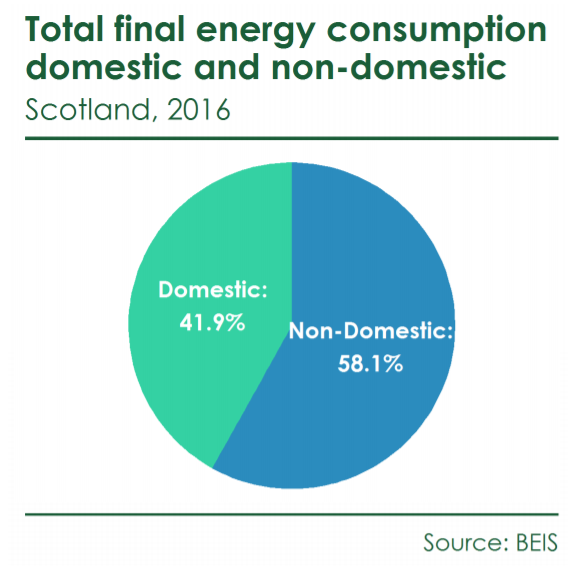 Total final energy consumption
domestic and non-domestic
Scotland, 2016
Domestic:
41.9%
Non-Domestic:
58.1%
Source: BEIS